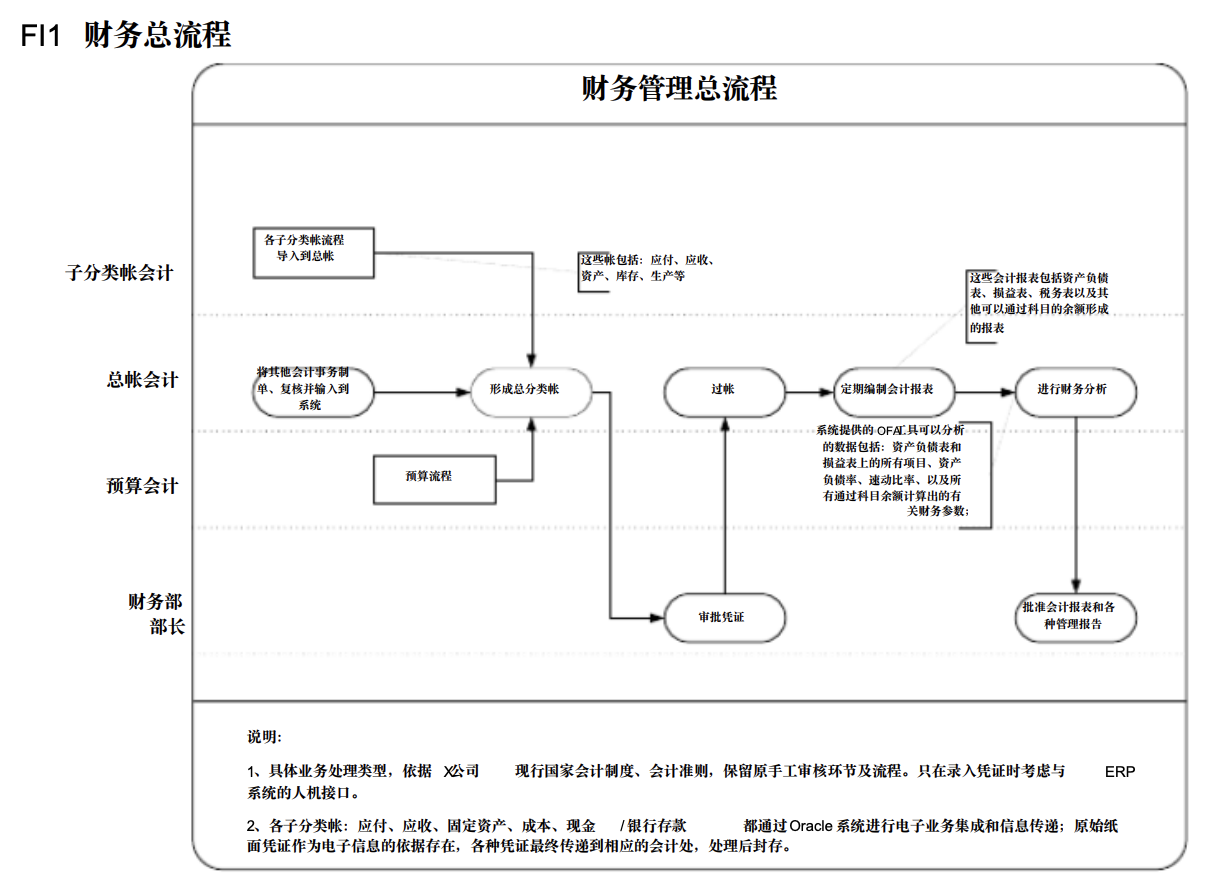 FI1 财务总流程
财务管理总流程
子分类帐会计
各子分类帐流程
导入到总帐
这些帐包括：应付、应收、
资产、库存、生产等
这些会计报表包括资产负债
表、损益表、税务表以及其
他可以通过科目的余额形成
的报表
总帐会计
将其他会计事务制
单、复核并输入到
系统
形成总分类帐
过帐
定期编制会计报表
进行财务分析
预算会计
预算流程
系统提供的 OFA工具可以分析
的数据包括：资产负债表和
损益表上的所有项目、资产
负债率、速动比率、以及所
有通过科目余额计算出的有
关财务参数；
财务部
部长
审批凭证
批准会计报表和各
种管理报告
说明：
1、具体业务处理类型，依据 X公司 现行国家会计制度、会计准则，保留原手工审核环节及流程。只在录入凭证时考虑与 ERP
系统的人机接口。
2、各子分类帐：应付、应收、固定资产、成本、现金 /银行存款 都通过Oracle 系统进行电子业务集成和信息传递；原始纸
面凭证作为电子信息的依据存在，各种凭证最终传递到相应的会计处，处理后封存。